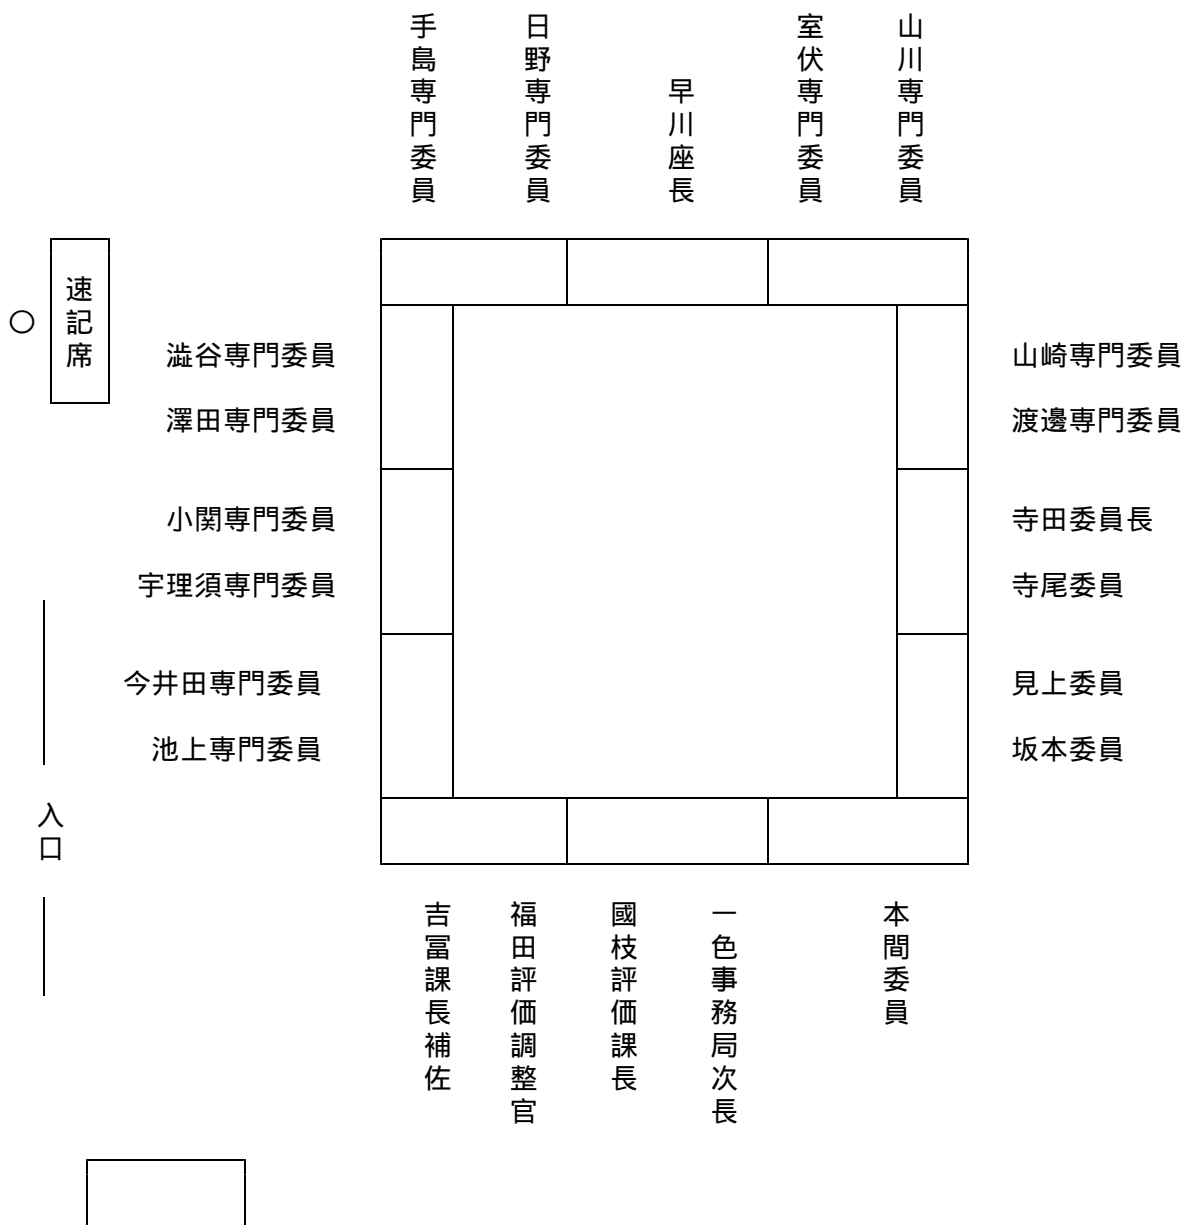 手島専門委員
日野専門委員
早川座長
室伏専門委員
山川専門委員
速記席
○
澁谷専門委員
澤田専門委員
小関専門委員
宇理須専門委員
今井田専門委員
池上専門委員
山崎専門委員
渡邊専門委員
寺田委員長
寺尾委員
見上委員
坂本委員
入口
吉冨課長補佐
福田評価調整官
國枝評価課長
一色事務局次長
本間委員